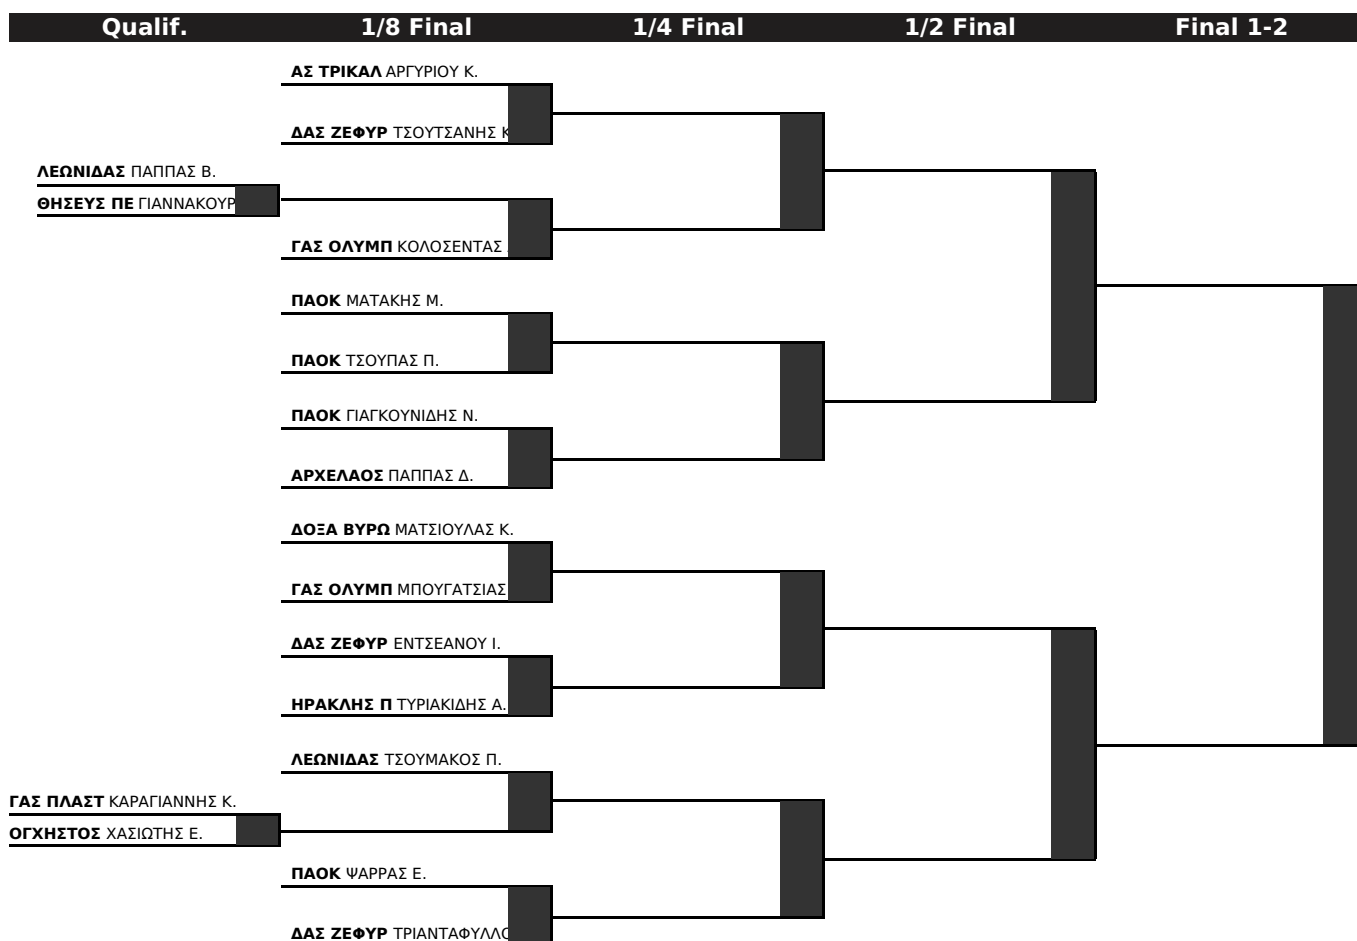 Qualif. 1/8 Final 1/4 Final 1/2 Final Final 1-2
ΑΣ ΤΡΙΚΑΛ ΑΡΓΥΡΙΟΥ Κ.
ΔΑΣ ΖΕΦΥΡ ΤΣΟΥΤΣΑΝΗΣ Κ
ΛΕΩΝΙΔΑΣ ΠΑΠΠΑΣ Β.
ΘΗΣΕΥΣ ΠΕ ΓΙΑΝΝΑΚΟΥΡ
ΓΑΣ ΟΛΥΜΠ ΚΟΛΟΣΕΝΤΑΣ
ΠΑΟΚ ΜΑΤΑΚΗΣ Μ.
ΠΑΟΚ ΤΣΟΥΠΑΣ Π.
ΠΑΟΚ ΓΙΑΓΚΟΥΝΙΔΗΣ Ν.
ΑΡΧΕΛΑΟΣ ΠΑΠΠΑΣ Δ.
ΔΟΞΑ ΒΥΡΩ ΜΑΤΣΙΟΥΛΑΣ Κ.
ΓΑΣ ΟΛΥΜΠ ΜΠΟΥΓΑΤΣΙΑΣ
ΔΑΣ ΖΕΦΥΡ ΕΝΤΣΕΑΝΟΥ Ι.
ΗΡΑΚΛΗΣ Π ΤΥΡΙΑΚΙΔΗΣ Α.
ΛΕΩΝΙΔΑΣ ΤΣΟΥΜΑΚΟΣ Π.
ΓΑΣ ΠΛΑΣΤ ΚΑΡΑΓΙΑΝΝΗΣ Κ.
ΟΓΧΗΣΤΟΣ ΧΑΣΙΩΤΗΣ Ε.
ΠΑΟΚ ΨΑΡΡΑΣ Ε.
ΔΑΣ ΖΕΦΥΡ ΤΡΙΑΝΤΑΦΥΛΛΟ